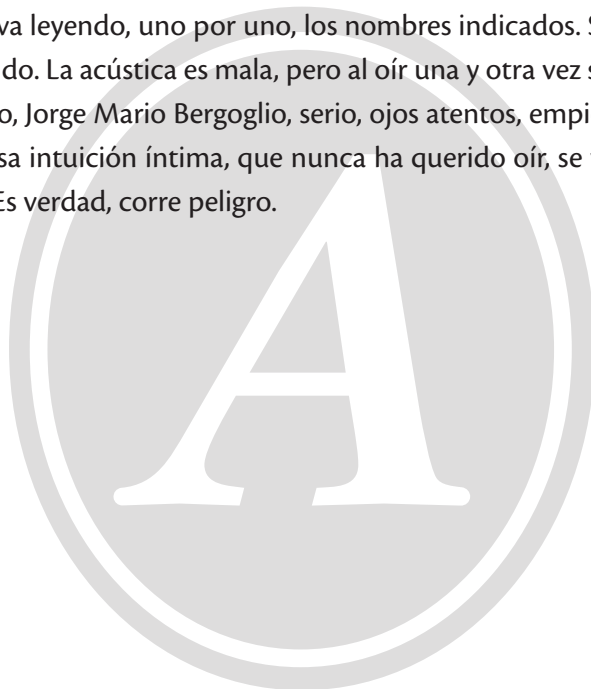 va leyendo, uno por uno, los nombres indicados. S
do. La acústica es mala, pero al oír una y otra vez s
o, Jorge Mario Bergoglio, serio, ojos atentos, empi
sa intuición íntima, que nunca ha querido oír, se
Es verdad, corre peligro.
A